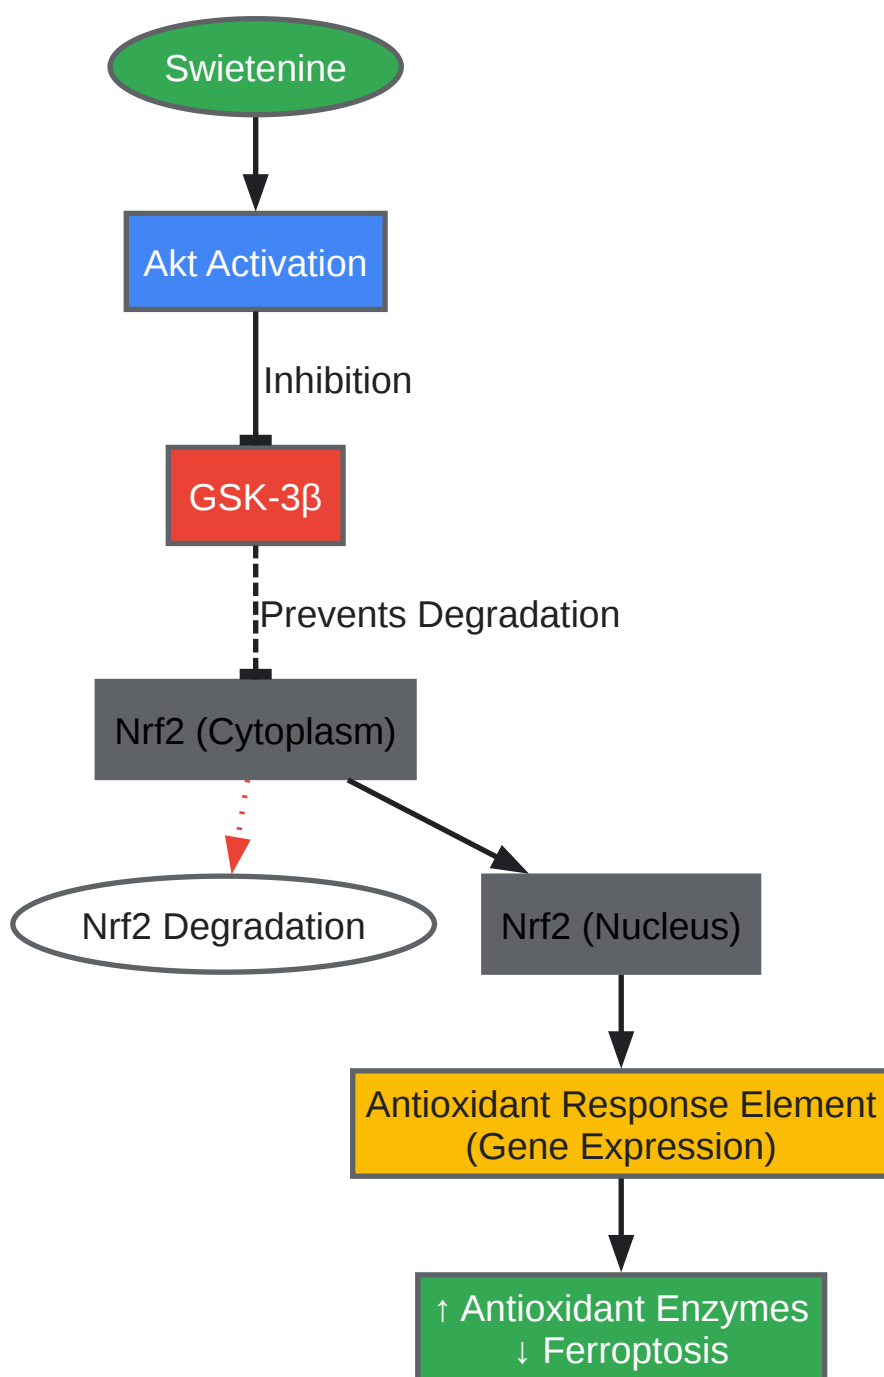 Swietenine
Akt Activation
Inhibition
GSK-3β
Prevents Degradation
Nrf2 (Cytoplasm)
Nrf2 Degradation
Nrf2 (Nucleus)
Antioxidant Response Element
(Gene Expression)
↑ Antioxidant Enzymes
↓ Ferroptosis